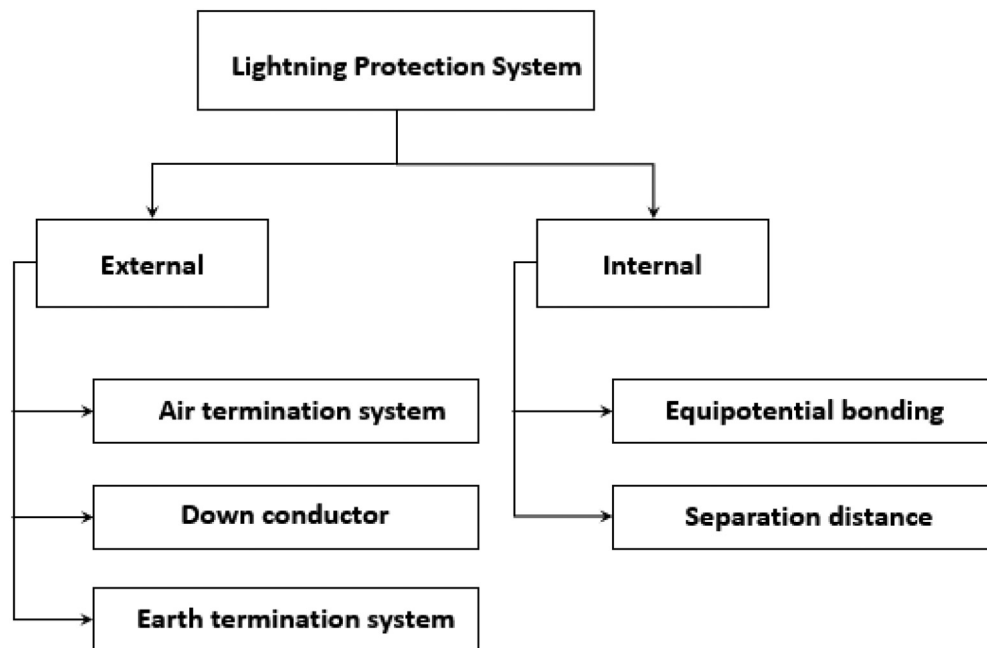 Lightning Protection System
External
Internal
Air termination system
Equipotential bonding
Down conductor
Separation distance
Earth termination system